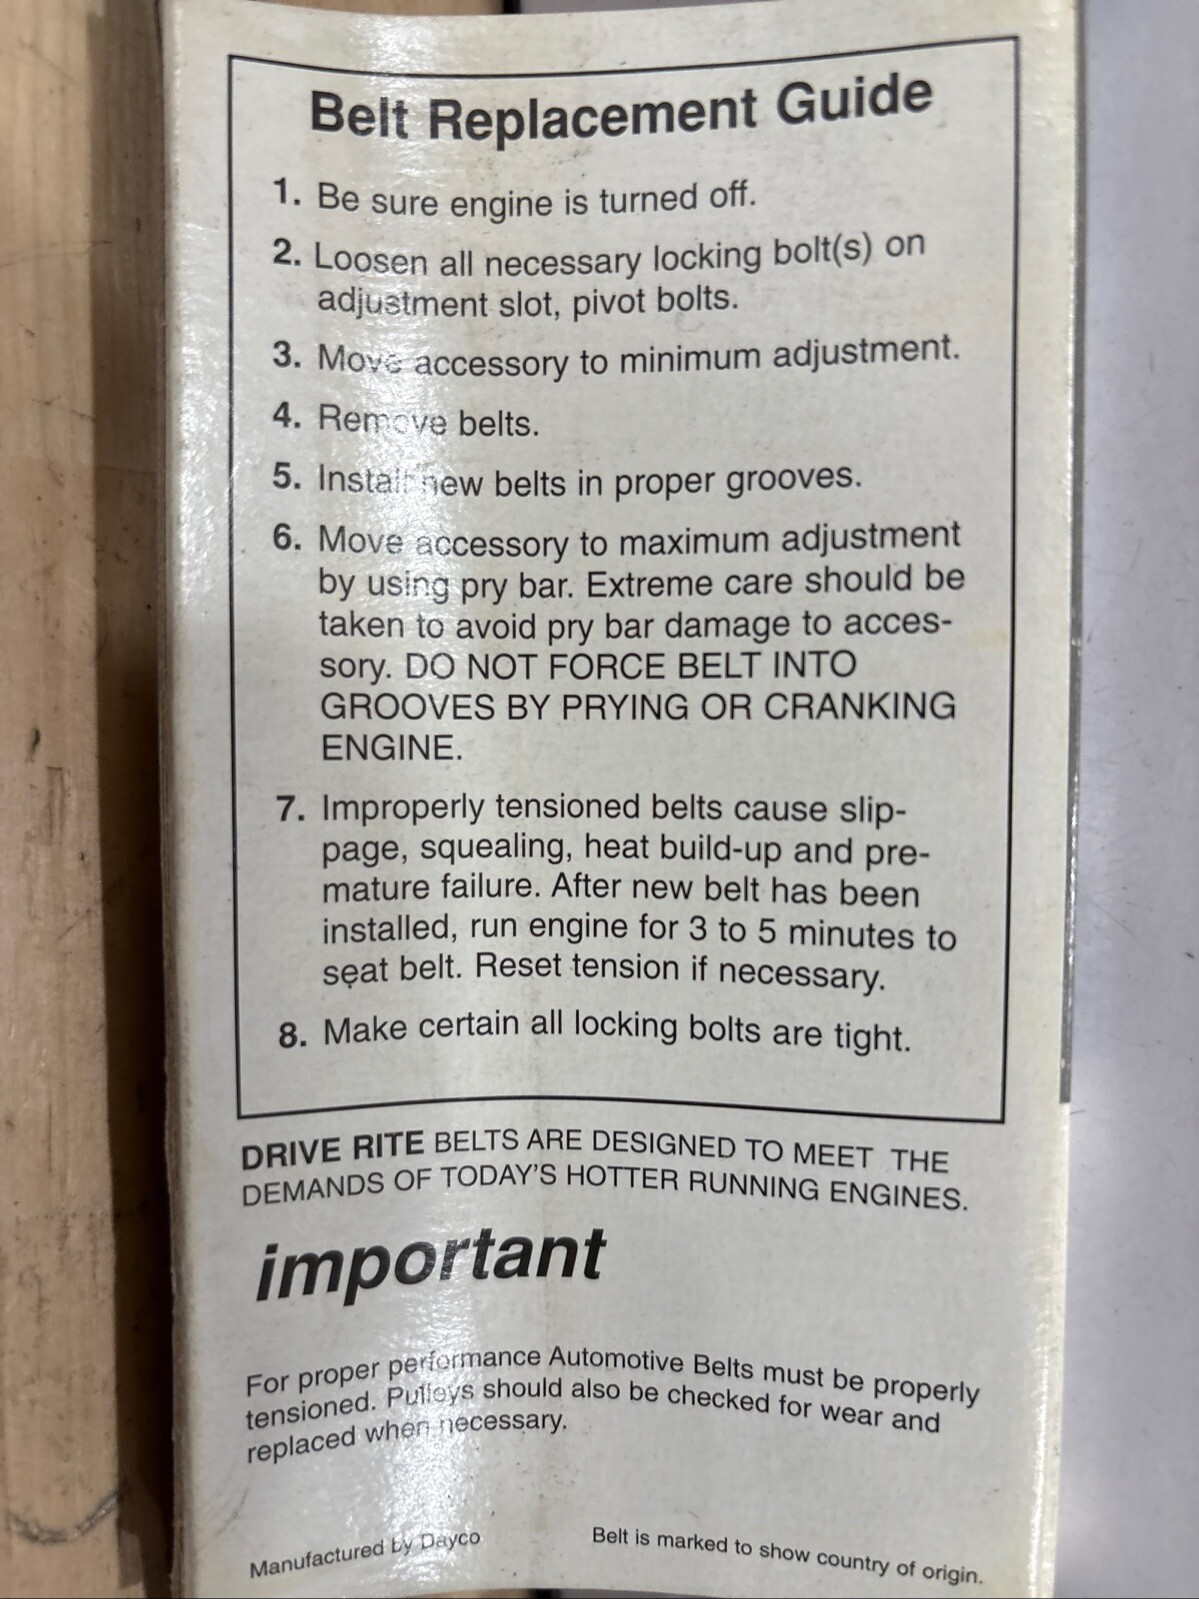 Belt Replacement Guide
1. Be sure engine is turned off.
2. Loosen all necessary locking bolt(s) on
adjustment slot, pivot bolts.
3. Move accessory to minimum adjustment.
4. Remove belts.
5. Install new belts in proper grooves.
6. Move accessory to maximum adjustment
by using pry bar. Extreme care should be
taken to avoid pry bar damage to acces-
sory. DO NOT FORCE BELT INTO
GROOVES BY PRYING OR CRANKING
ENGINE.
7. Improperly tensioned belts cause slip-
page, squealing, heat build-up and pre-
mature failure. After new belt has been
installed, run engine for 3 to 5 minutes to
seat belt. Reset tension if necessary.
8. Make certain all locking bolts are tight.
DRIVE RITE BELTS ARE DESIGNED TO MEET THE
DEMANDS OF TODAY'S HOTTER RUNNING ENGINES.
important
For proper performance Automotive Belts must be properly
tensioned. Pulleys should also be checked for wear and
replaced when necessary.
Manufactured by Dayco
Belt is marked to show country of origin.